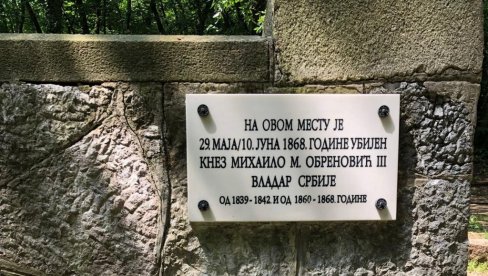 НА ОВОМ МЕСТУ ЈЕ
29. МАЈА/10. ЈУНА 1868. ГОДИНЕ УБИЈЕН
КНЕЗ МИХАИЛО М. ОБРЕНОВИЋ III
ВЛАДАР СРБИЈЕ
ОД 1839 - 1842 И ОД 1860 - 1868. ГОДИНЕ